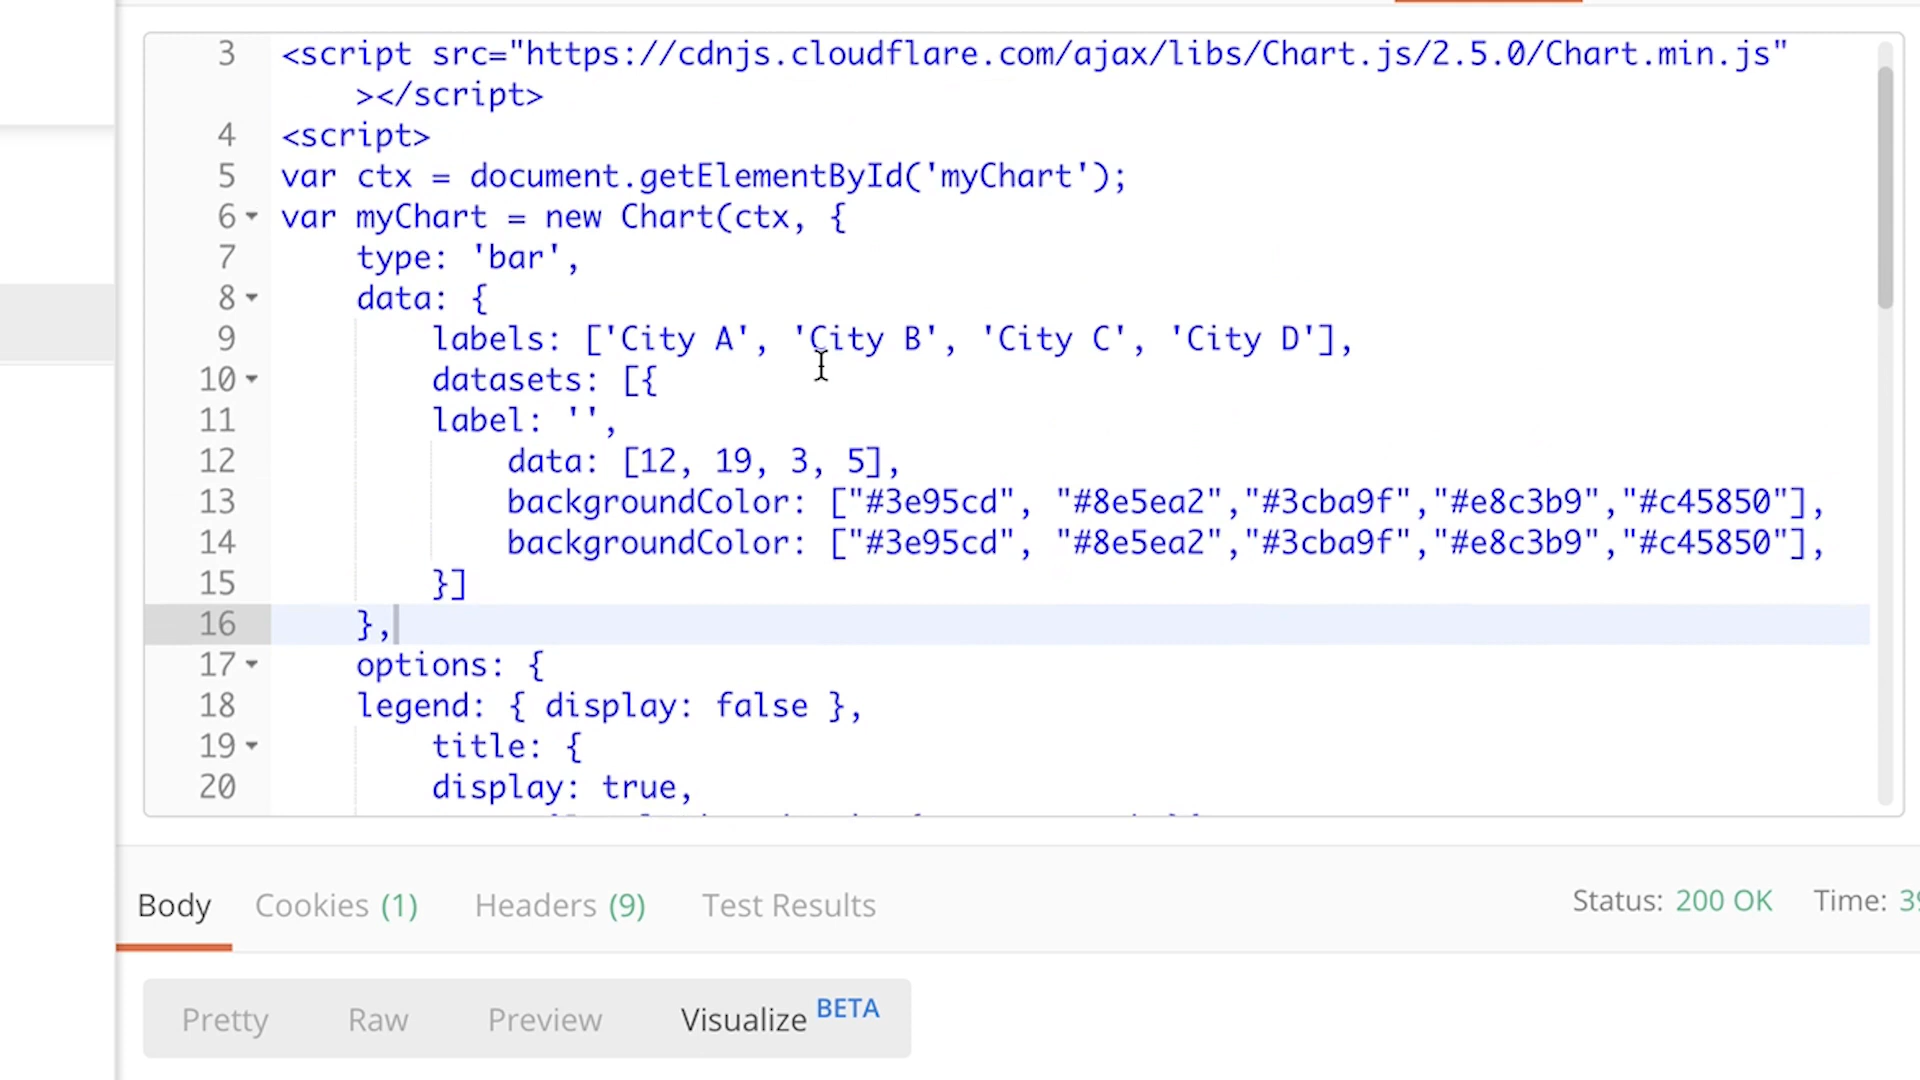 3 <script src="https://cdnjs.cloudflare.com/ajax/libs/Chart.js/2.5.0/Chart.min.js"
></script>
4 <script>
5 var ctx = document.getElementById('myChart');
6 var myChart = new Chart(ctx, {
7 type: 'bar',
8 data: {
9 labels: ['City A', 'City B', 'City C', 'City D'],
10 datasets: [{
11 label: '',
12 data: [12, 19, 3, 5],
13 backgroundColor: ["#3e95cd", "#8e5ea2","#3cba9f","#e8c3b9","#c45850"],
14 backgroundColor: ["#3e95cd", "#8e5ea2","#3cba9f","#e8c3b9","#c45850"],
15 }]
16 },
17 options: {
18 legend: { display: false },
19 title: {
20 display: true,
Body Cookies (1) Headers (9) Test Results Status: 200 OK Time:
Pretty Raw Preview Visualize BETA